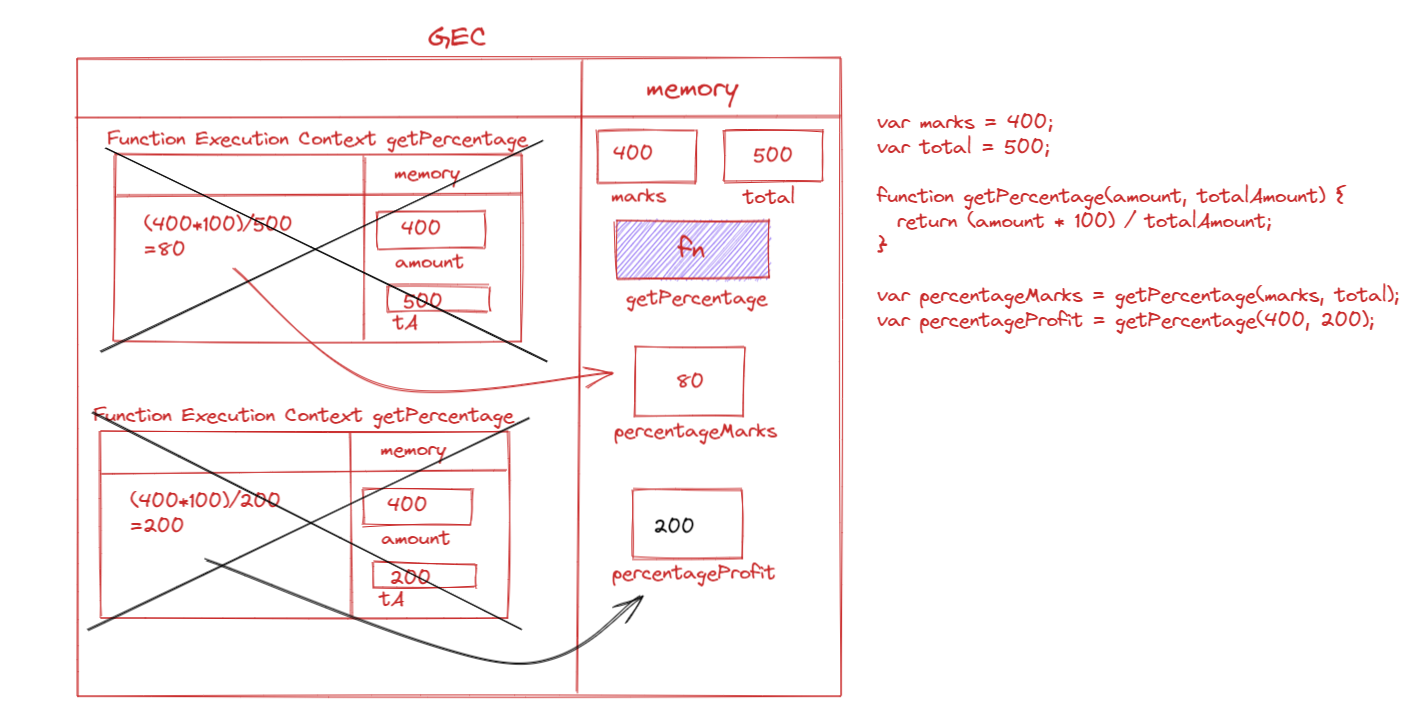 GEC
memory
Function Execution Context getPercentage
memory
(400*100)/500
=80
400
amount
500
tA
400
marks
500
total
fn
getPercentage
80
percentageMarks
Function Execution Context getPercentage
memory
(400*100)/200
=200
400
amount
200
tA
200
percentageProfit
var marks = 400;
var total = 500;
function getPercentage(amount, totalAmount) {
return (amount * 100) / totalAmount;
}
var percentageMarks = getPercentage(marks, total);
var percentageProfit = getPercentage(400, 200);